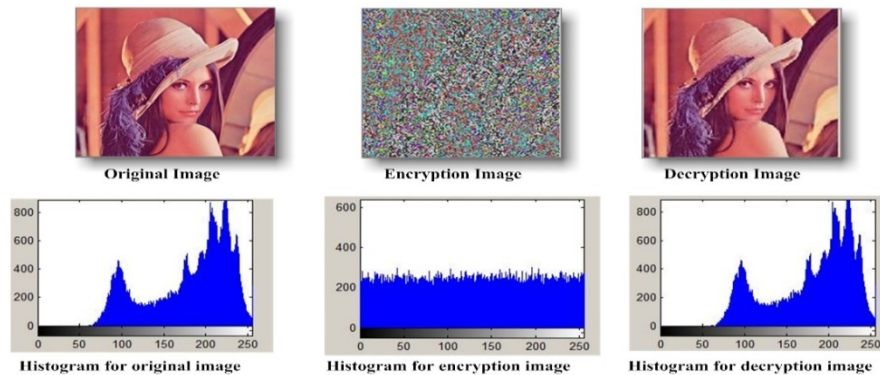 Original Image
Encryption Image
Decryption Image
800
600
400
200
0
0 50 100 150 200 250
Histogram for original image
600
400
200
0
0 50 100 150 200 250
Histogram for encryption image
800
600
400
200
0
0 50 100 150 200 250
Histogram for decryption image